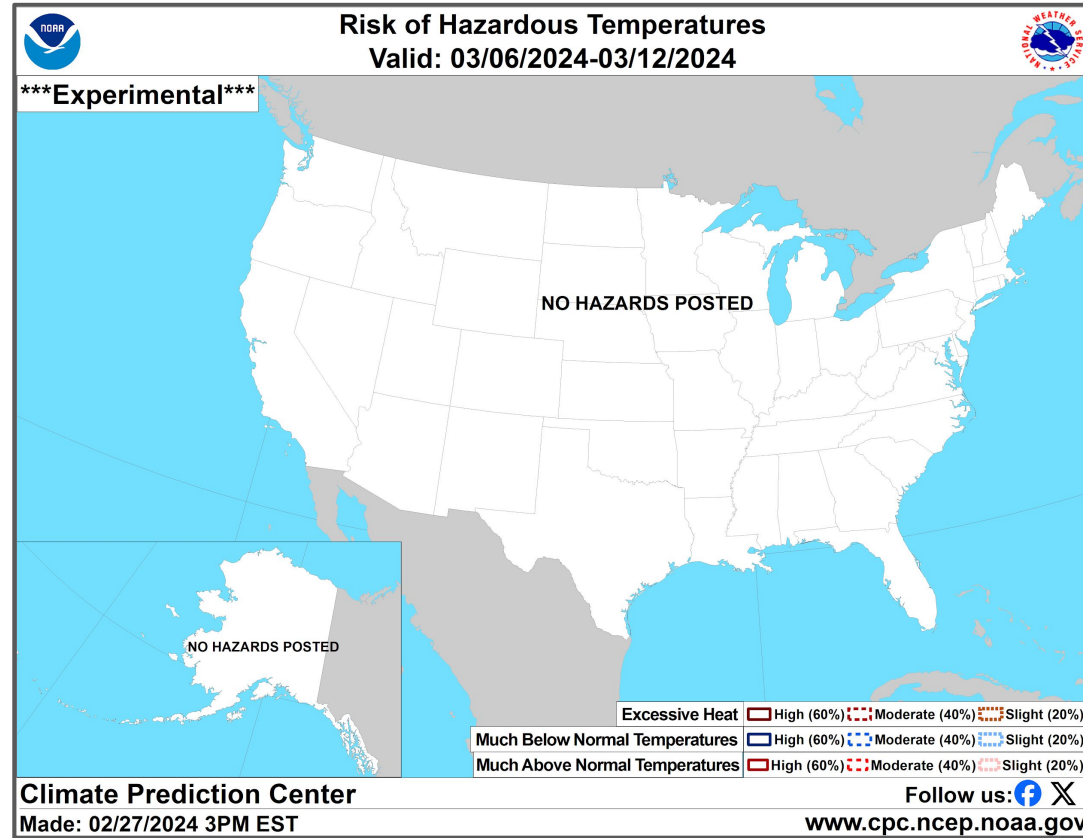 NOAA
Risk of Hazardous Temperatures
Valid: 03/06/2024-03/12/2024
NATIONAL WEATHER SERVICE
***Experimental***
NO HAZARDS POSTED
NO HAZARDS POSTED
Excessive Heat High (60%) Moderate (40%) Slight (20%)
Much Below Normal Temperatures High (60%) Moderate (40%) Slight (20%)
Much Above Normal Temperatures High (60%) Moderate (40%) Slight (20%)
Climate Prediction Center
Follow us:
Made: 02/27/2024 3PM EST
www.cpc.ncep.noaa.gov